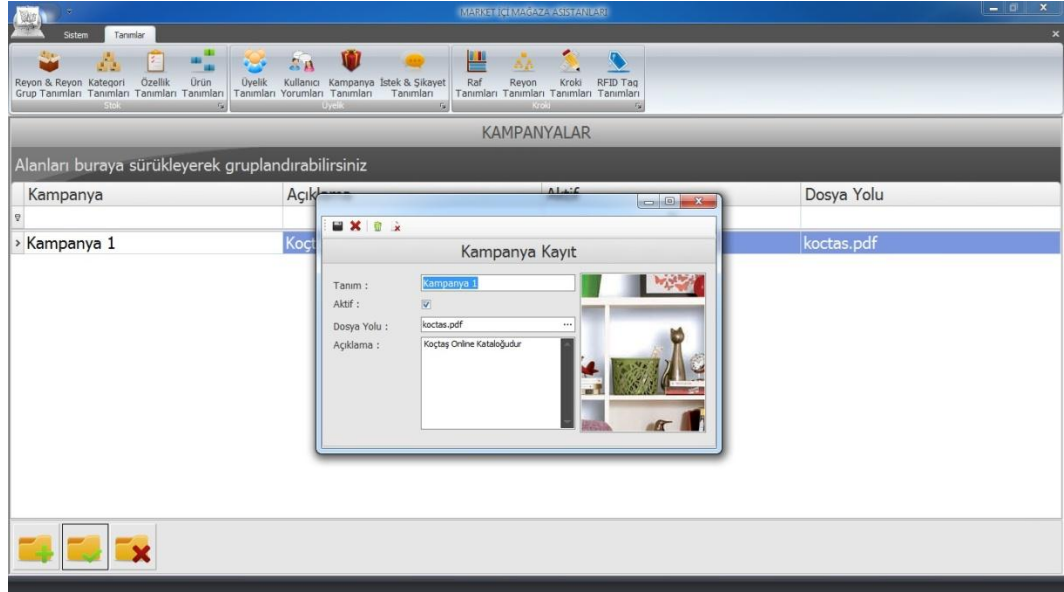 MARKET İÇİ MAĞAZA ASİSTANLARI
Sistem Tanımlar
Reyon & Reyon Grup Tanımları
Kategori Tanımları
Özellik Tanımları
Ürün Tanımları
Üyelik Tanımları
Kullanıcı Yorumları
Kampanya Tanımları
İstek & Şikayet Tanımları
Raf Tanımları
Reyon Tanımları
Kroki Tanımları
RFID Tag Tanımları
Stok Üyelik Kroki
KAMPANYALAR
Alanları buraya sürükleyerek gruplandırabilirsiniz
Kampanya Açıklama Aktif Dosya Yolu
Kampanya 1 Koçt koctas.pdf
Kampanya Kayıt
Tanım : Kampanya 1
Aktif :
Dosya Yolu : koctas.pdf ...
Açıklama : Koçtaş Online Kataloğudur